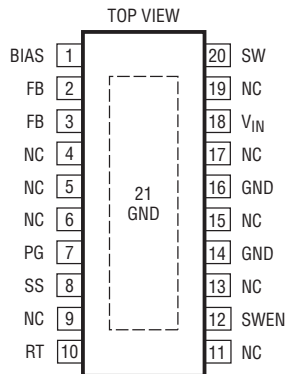 TOP VIEW
BIAS 1 20 SW
FB 2 19 NC
FB 3 18 VIN
NC 4 17 NC
NC 5 16 GND
21
GND
NC 6 15 NC
PG 7 14 GND
SS 8 13 NC
NC 9 12 SWEN
RT 10 11 NC